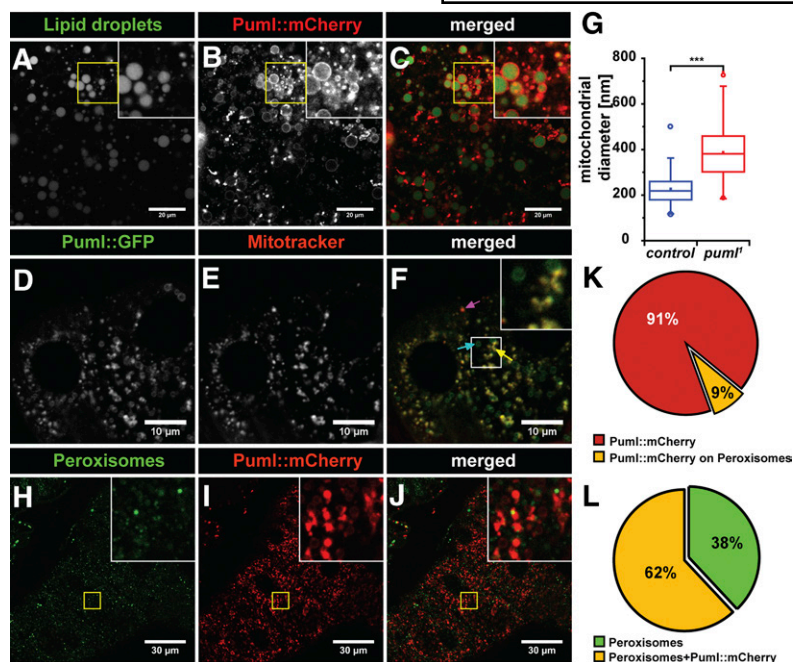 Lipid droplets Puml::mCherry merged
A B C
20 µm 20 µm 20 µm
Puml::GFP Mitotracker merged
D E F
10 µm 10 µm 10 µm
Peroxisomes Puml::mCherry merged
H I J
30 µm 30 µm 30 µm
G
mitochondrial
diameter [nm]
800
600
400
200
0
***
control puml¹
K
91%
9%
Puml::mCherry
Puml::mCherry on Peroxisomes
L
38%
62%
Peroxisomes
Peroxisomes+Puml::mCherry